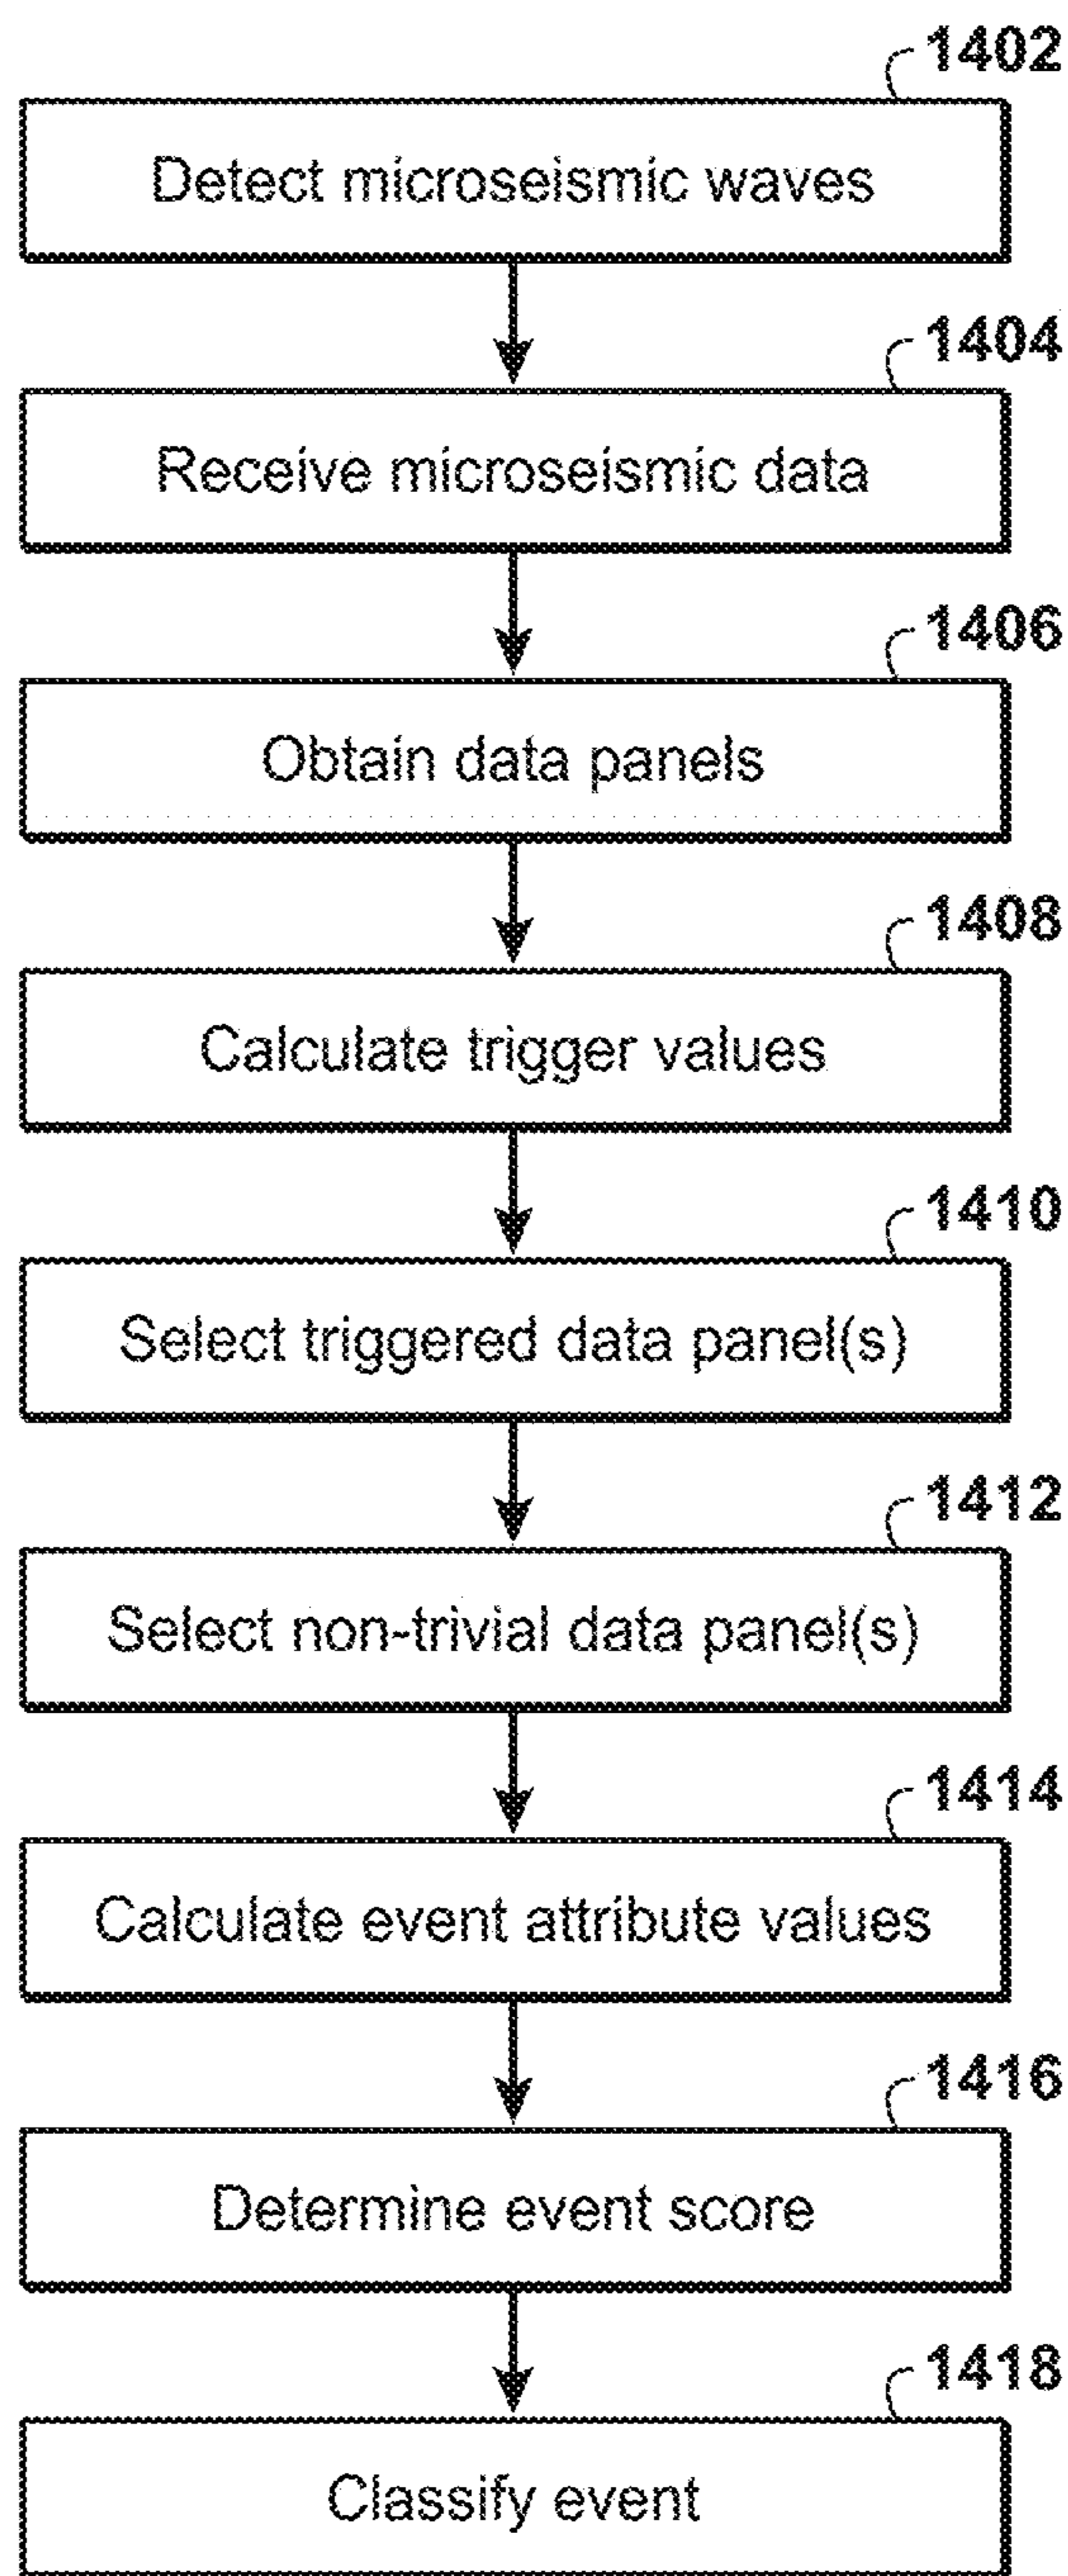 1402
Detect microseismic waves
1404
Receive microseismic data
1406
Obtain data panels
1408
Calculate trigger values
1410
Select triggered data panel(s)
1412
Select non-trivial data panel(s)
1414
Calculate event attribute values
1416
Determine event score
1418
Classify event